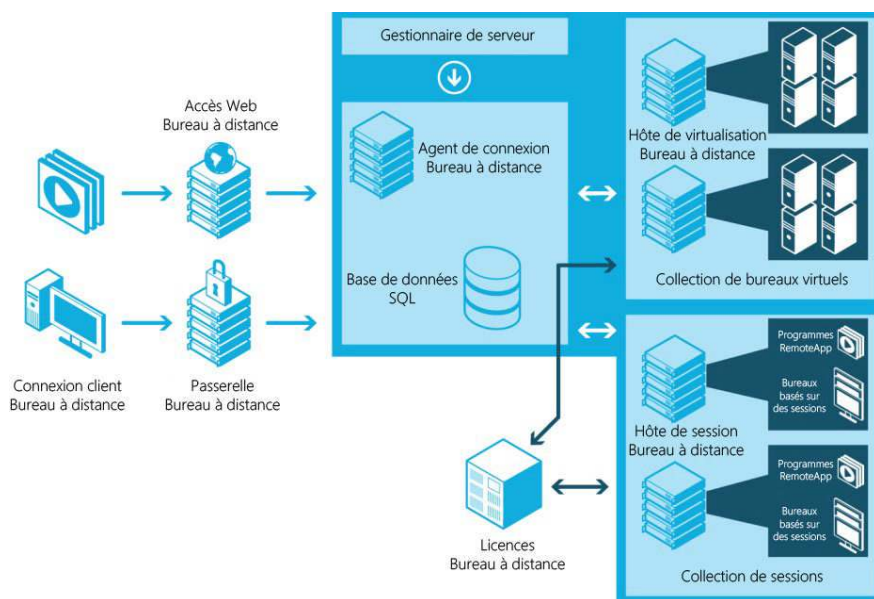 Gestionnaire de serveur
Accès Web
Bureau à distance
Agent de connexion
Bureau à distance
Hôte de virtualisation
Bureau à distance
Base de données
SQL
Collection de bureaux virtuels
Connexion client
Bureau à distance
Passerelle
Bureau à distance
Programmes
RemoteApp
Bureaux
basés sur
des sessions
Hôte de session
Bureau à distance
Programmes
RemoteApp
Bureaux
basés sur
des sessions
Licences
Bureau à distance
Collection de sessions